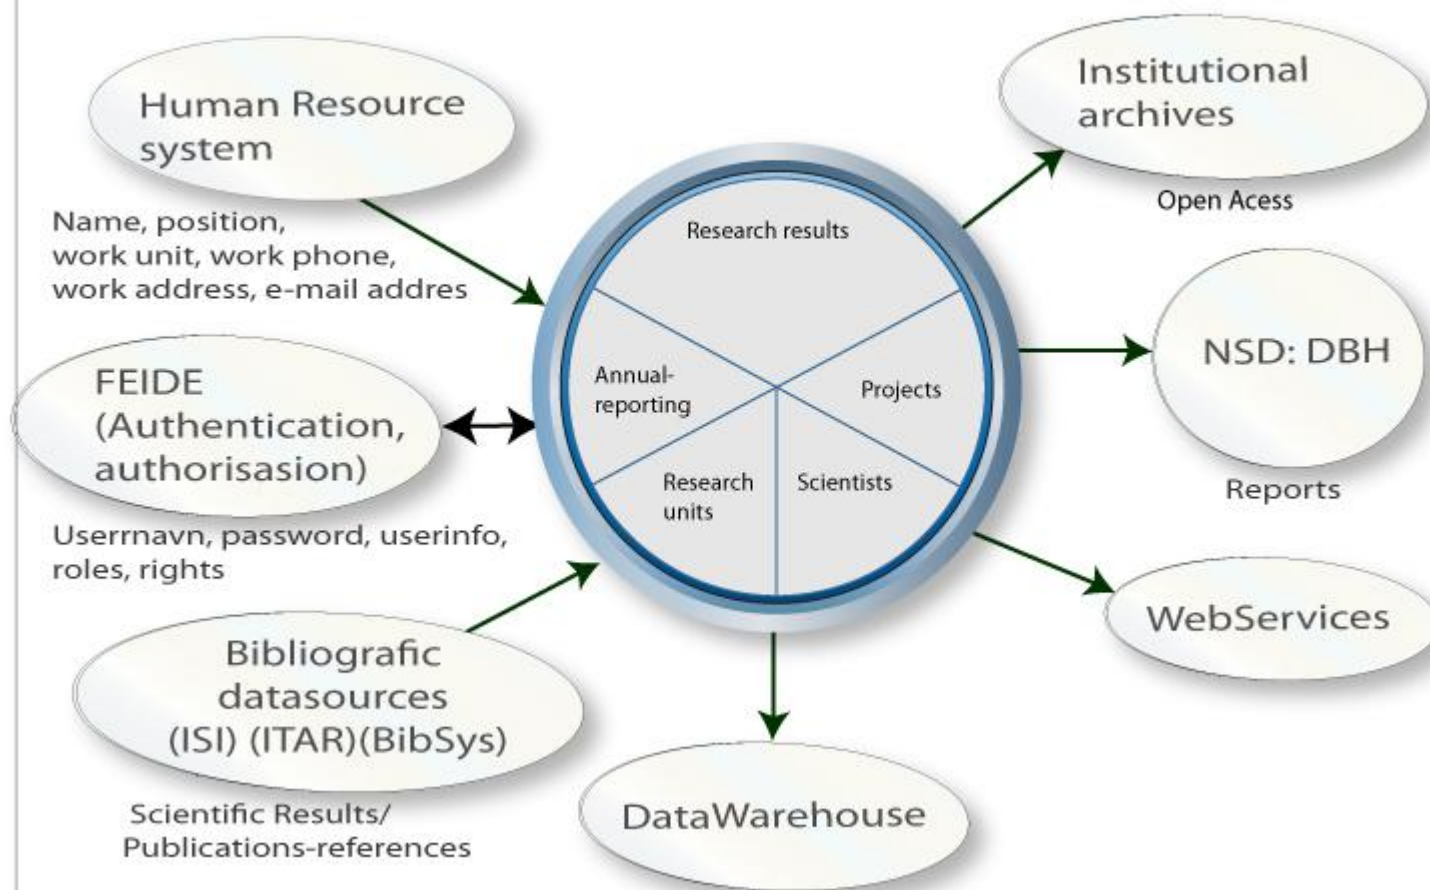 Human Resource
system
Name, position,
work unit, work phone,
work address, e-mail addres
FEIDE
(Authentication,
authorisasion)
Userrnavn, password, userinfo,
roles, rights
Bibliografic
datasources
(ISI) (ITAR)(BibSys)
Scientific Results/
Publications-references
Research results
Annual-
reporting
Projects
Research
units
Scientists
DataWarehouse
Institutional
archives
Open Acess
NSD: DBH
Reports
WebServices